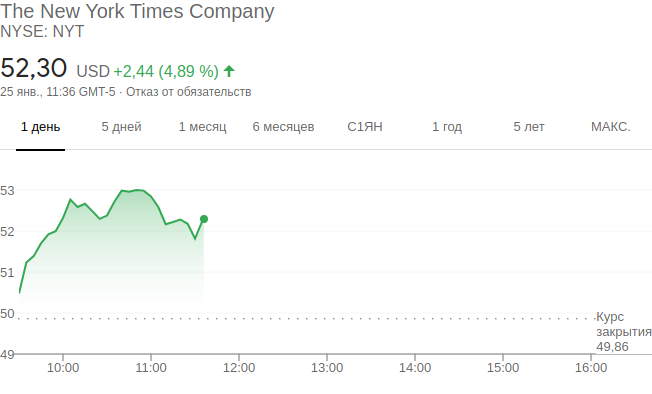 The New York Times Company
NYSE: NYT
52,30 USD +2,44 (4,89 %)
25 янв., 11:36 GMT-5 · Отказ от обязательств
1 день 5 дней 1 месяц 6 месяцев С1ЯН 1 год 5 лет МАКС.
53
52
51
50
Курс
закрытия
49,86
49
10:00 11:00 12:00 13:00 14:00 15:00 16:00